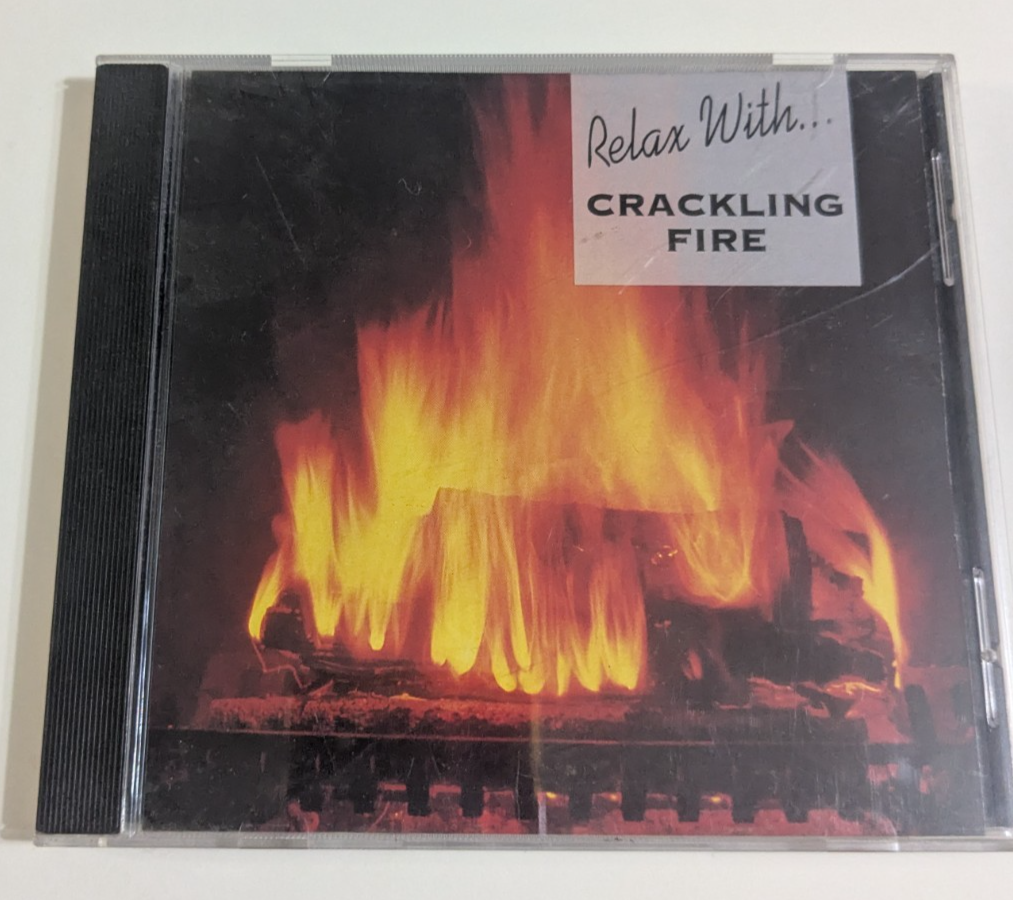 Relax With...
CRACKLING
FIRE